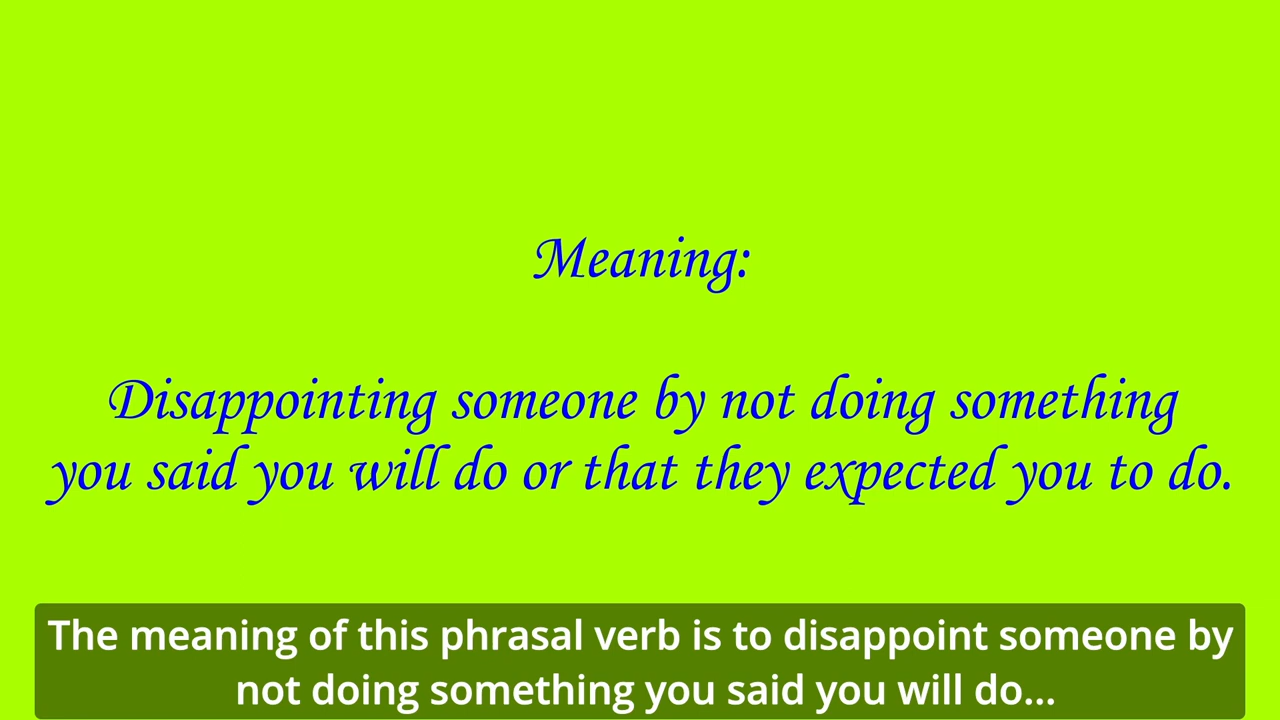 Meaning:
Disappointing someone by not doing something
you said you will do or that they expected you to do.
The meaning of this phrasal verb is to disappoint someone by
not doing something you said you will do...